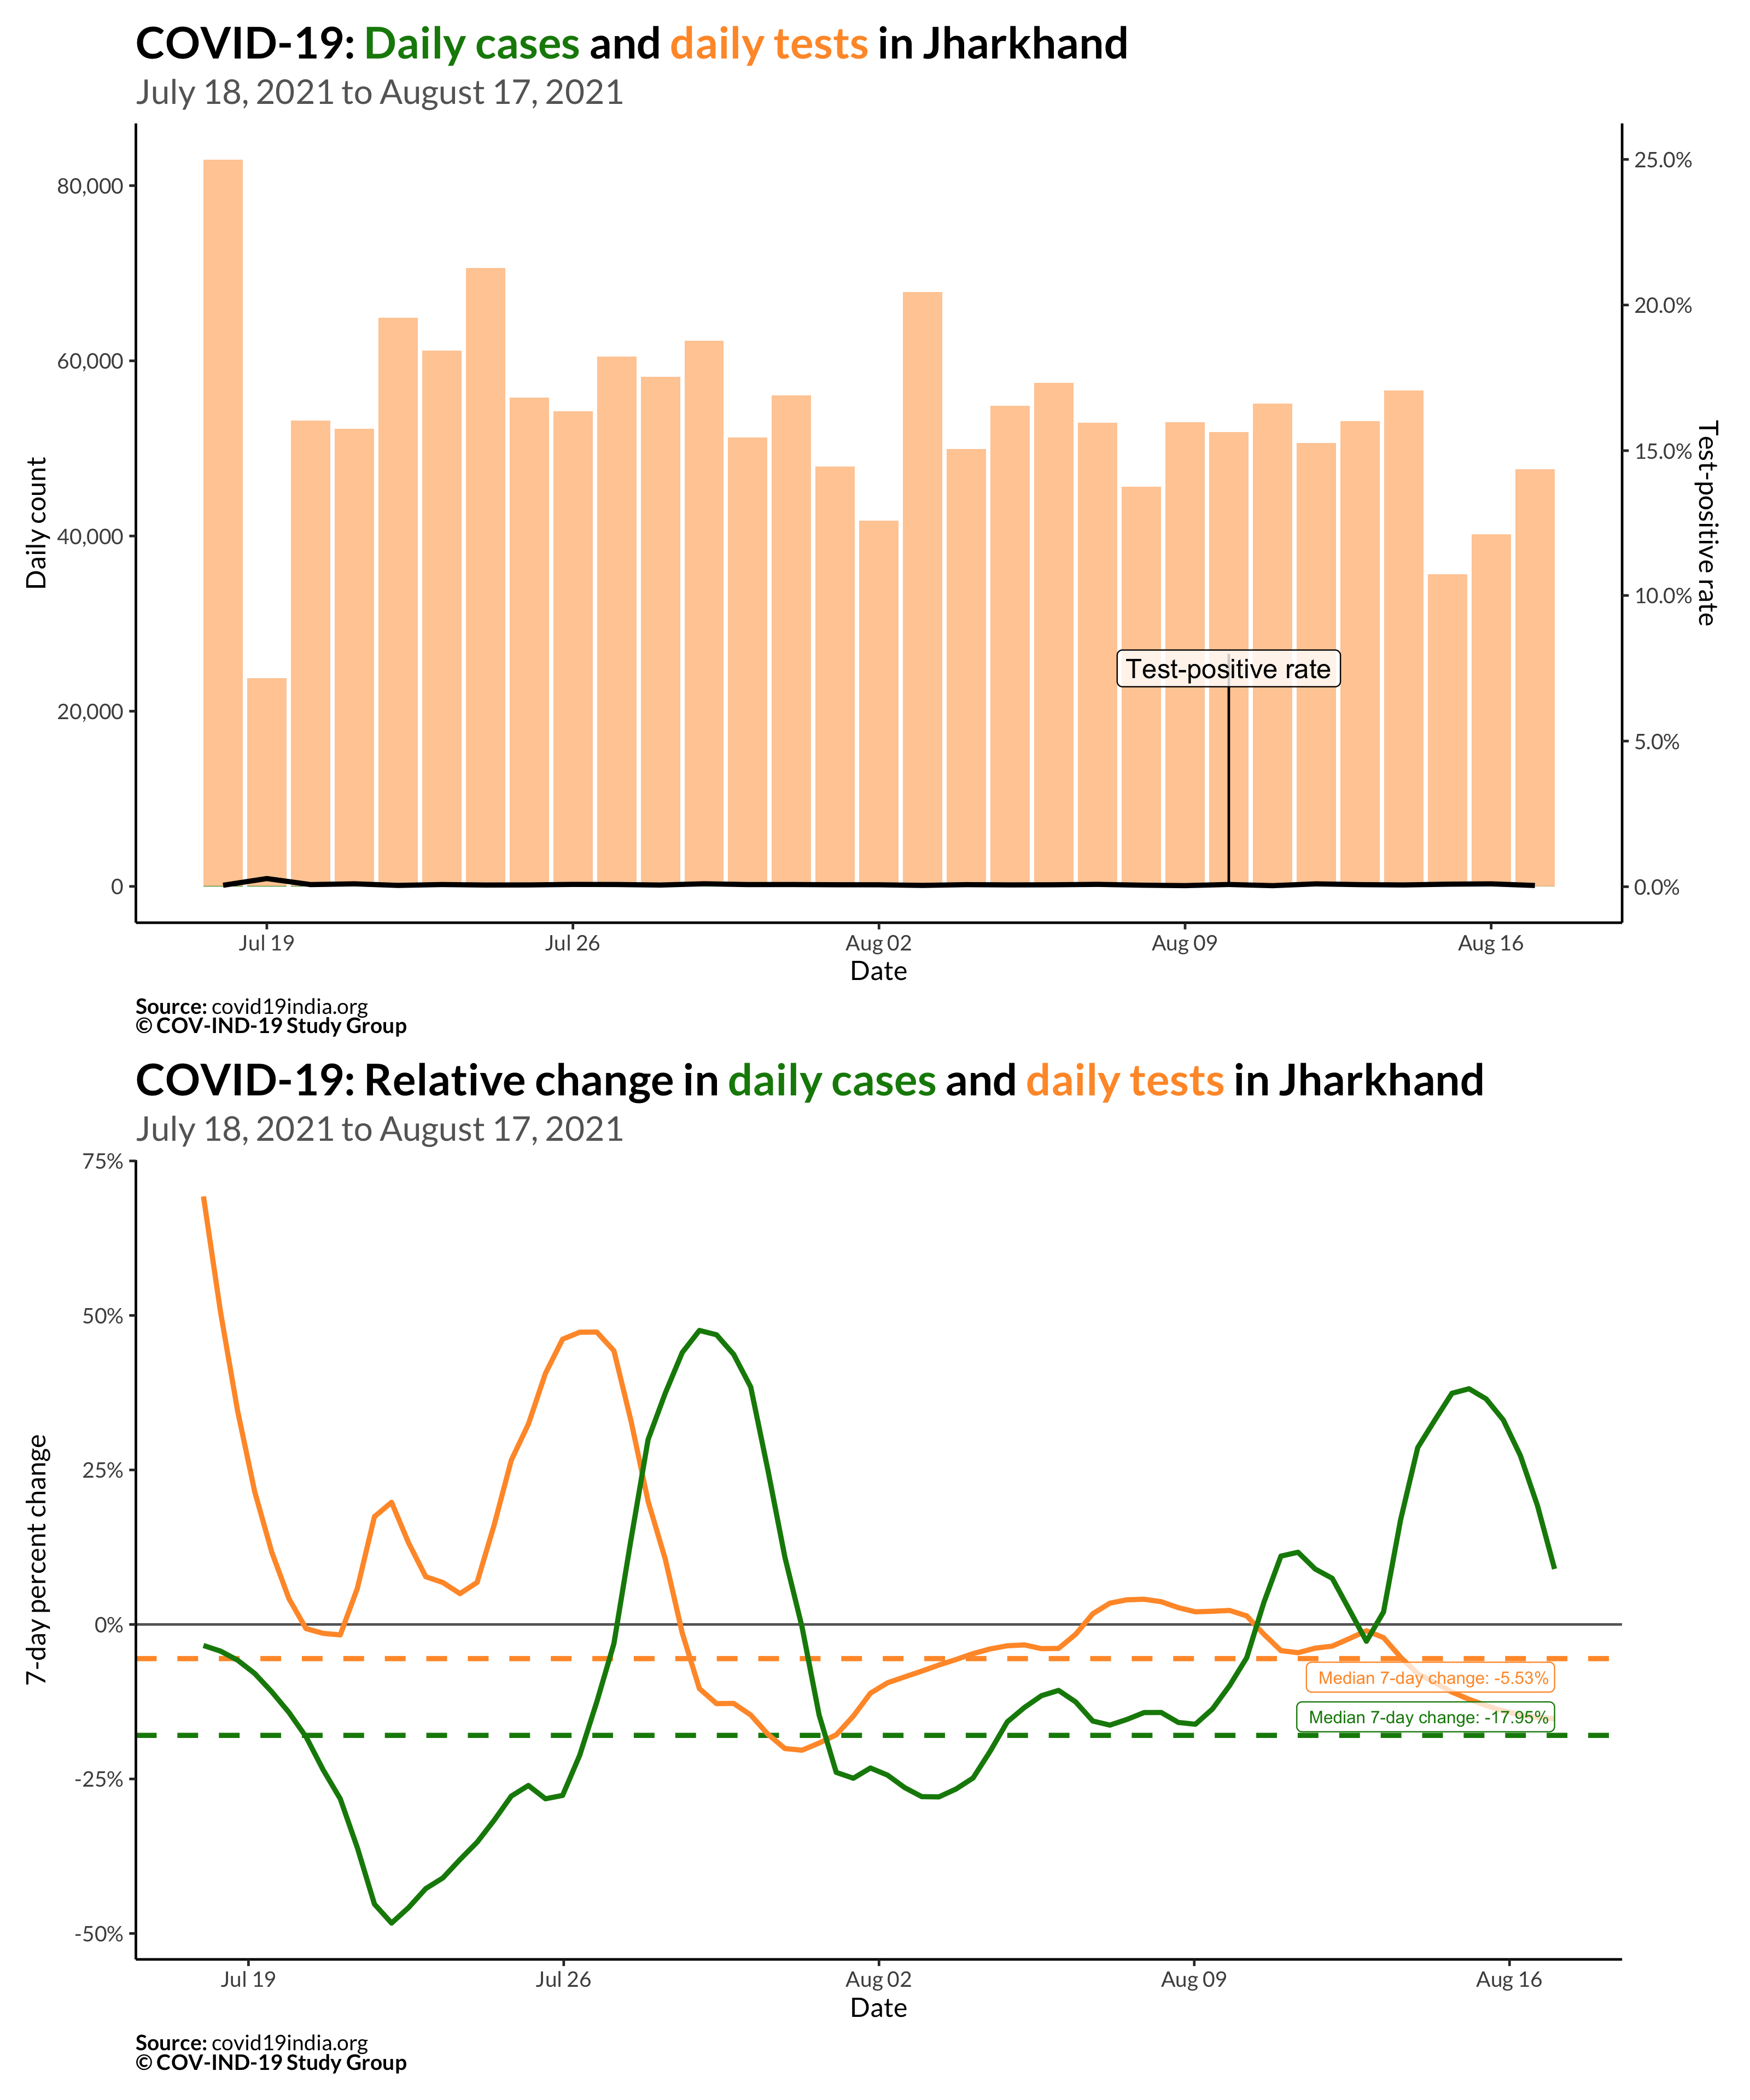 COVID-19: Daily cases and daily tests in Jharkhand
July 18, 2021 to August 17, 2021
80,000
60,000
40,000
20,000
0
Daily count
25.0%
20.0%
15.0%
10.0%
5.0%
0.0%
Test-positive rate
Test-positive rate
Jul 19
Jul 26
Aug 02
Aug 09
Aug 16
Date
Source: covid19india.org
© COV-IND-19 Study Group
COVID-19: Relative change in daily cases and daily tests in Jharkhand
July 18, 2021 to August 17, 2021
75%
50%
25%
0%
-25%
-50%
7-day percent change
Median 7-day change: -5.53%
Median 7-day change: -17.95%
Jul 19
Jul 26
Aug 02
Aug 09
Aug 16
Date
Source: covid19india.org
© COV-IND-19 Study Group